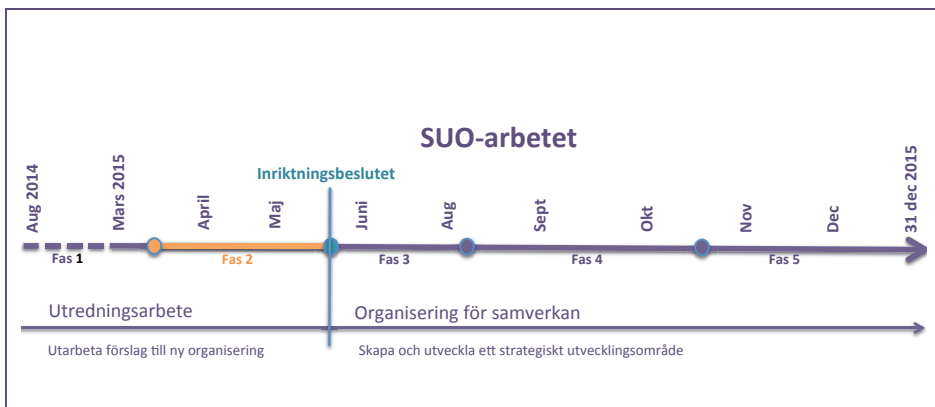 SUO-arbetet
Inriktningsbeslutet
Aug 2014
Mars 2015
April
Maj
Juni
Aug
Sept
Okt
Nov
Dec
31 dec 2015
Fas 1
Fas 2
Fas 3
Fas 4
Fas 5
Utredningsarbete
Organisering för samverkan
Utarbeta förslag till ny organisering
Skapa och utveckla ett strategiskt utvecklingsområde